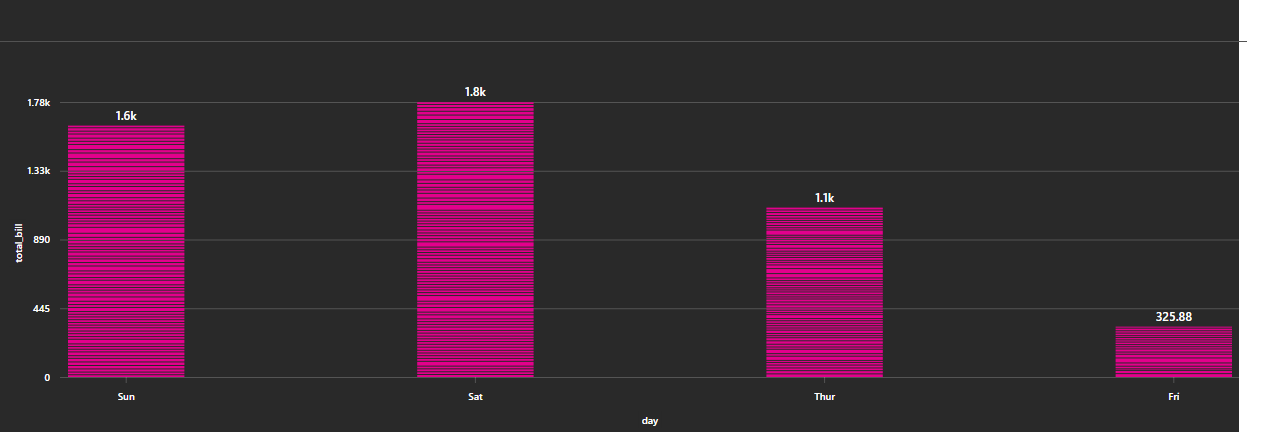 1.8k
1.78k
1.6k
1.33k
1.1k
total_bill
890
445
325.88
0
Sun Sat Thur Fri
day